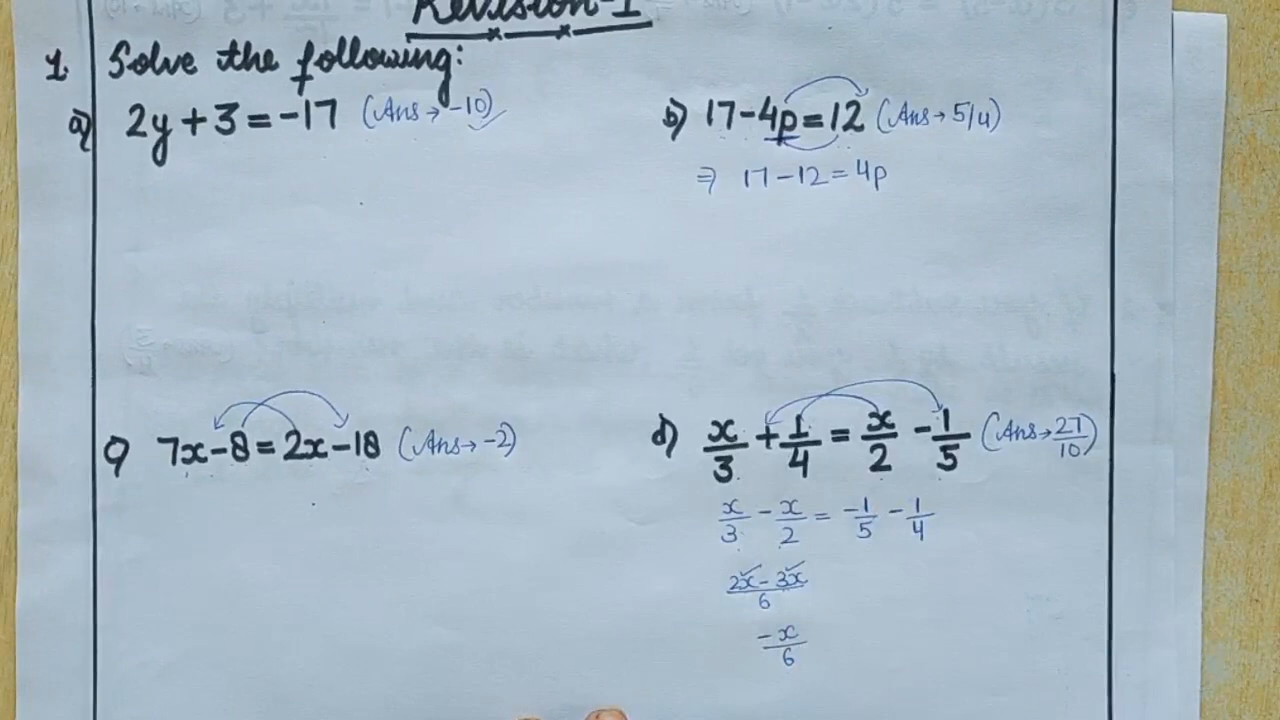 Revision-1
1. Solve the following:
a) 2y + 3 = -17 (Ans → -10)
b) 17 - 4p = 12 (Ans → 5/4)
⇒ 17 - 12 = 4p
c) 7x - 8 = 2x - 18 (Ans → -2)
d) x/3 + 1/4 = x/2 - 1/5 (Ans → 27/10)
x/3 - x/2 = -1/5 - 1/4
2x - 3x/6
-x/6